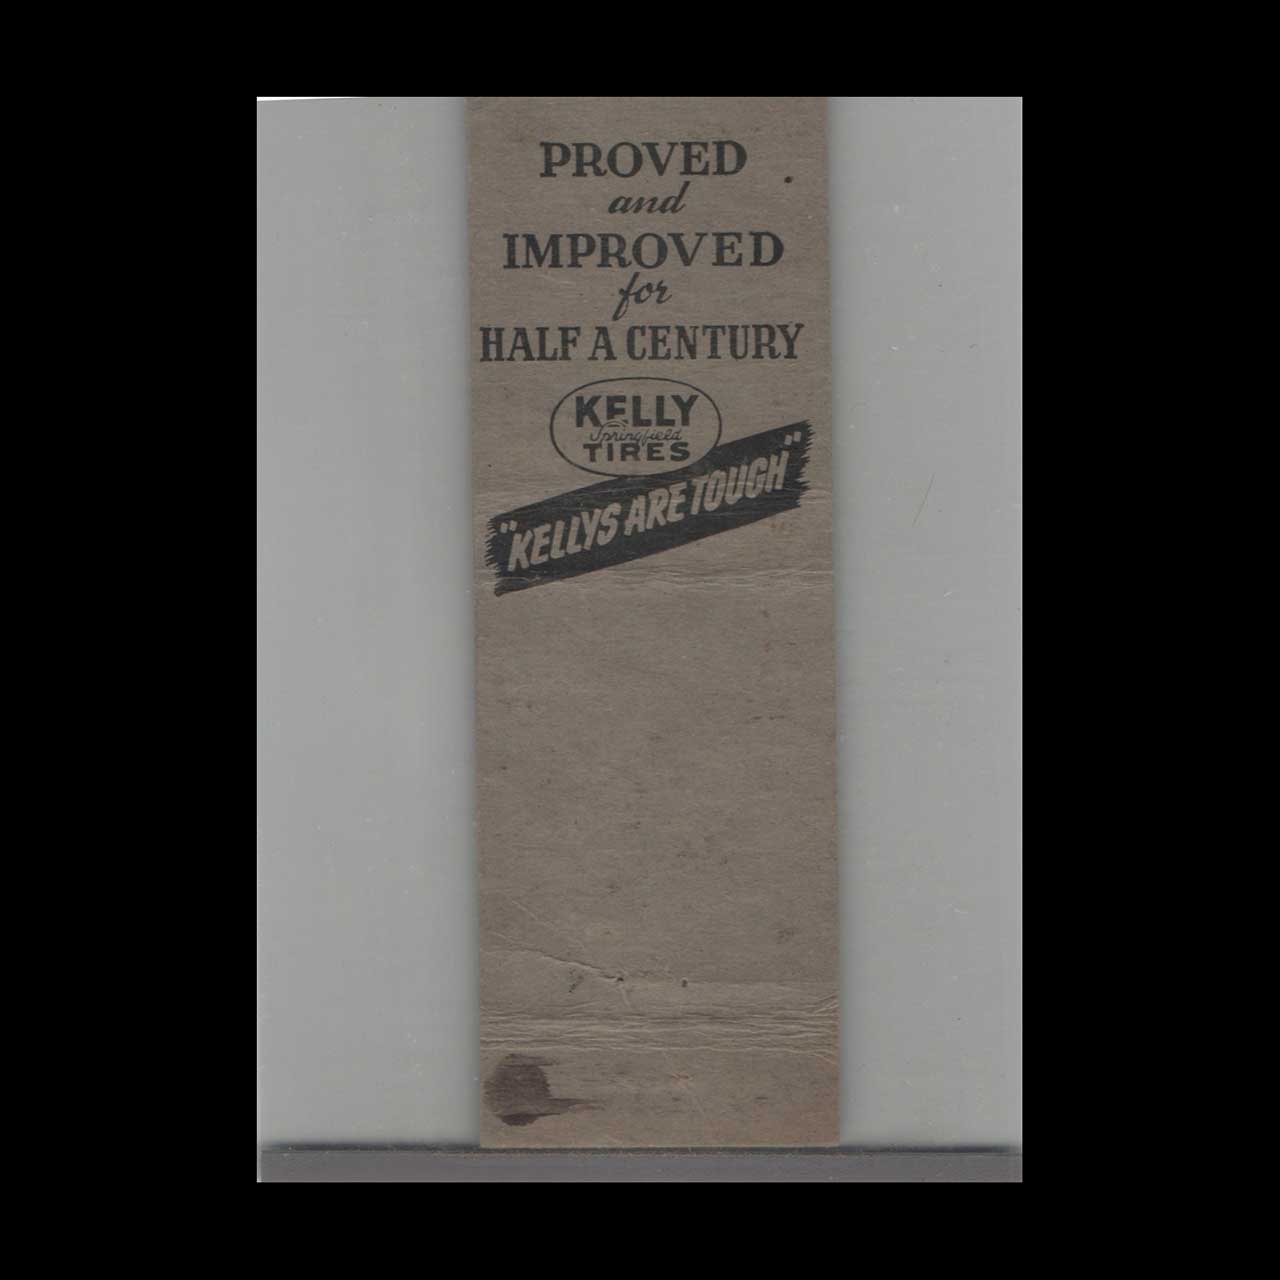 PROVED
and
IMPROVED
for
HALF A CENTURY
KELLY
Springfield
TIRES
"KELLYS ARE TOUGH"